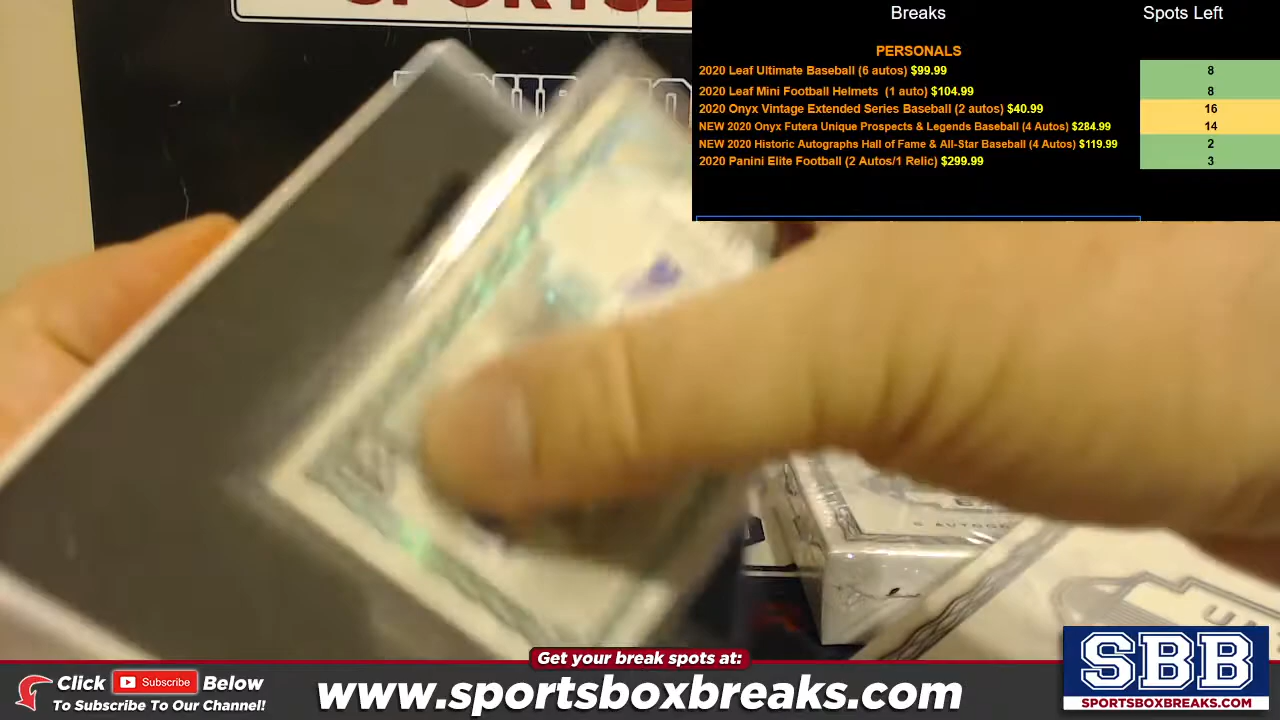 Breaks Spots Left
PERSONALS
2020 Leaf Ultimate Baseball (6 autos) $99.99 8
2020 Leaf Mini Football Helmets (1 auto) $104.99 8
2020 Onyx Vintage Extended Series Baseball (2 autos) $40.99 16
NEW 2020 Onyx Futera Unique Prospects & Legends Baseball (4 Autos) $284.99 14
NEW 2020 Historic Autographs Hall of Fame & All-Star Baseball (4 Autos) $119.99 2
2020 Panini Elite Football (2 Autos/1 Relic) $299.99 3
Get your break spots at:
Click Subscribe Below
To Subscribe To Our Channel!
www.sportsboxbreaks.com
SBB
SPORTSBOXBREAKS.COM